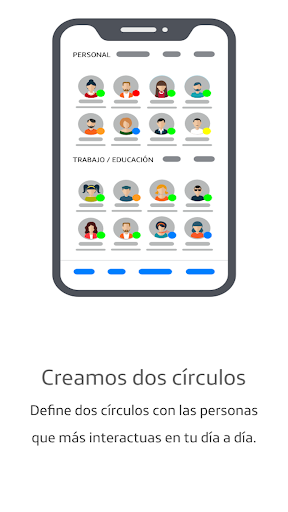 PERSONAL
TRABAJO / EDUCACIÓN
Creamos dos círculos
Define dos círculos con las personas
que más interactuas en tu día a día.